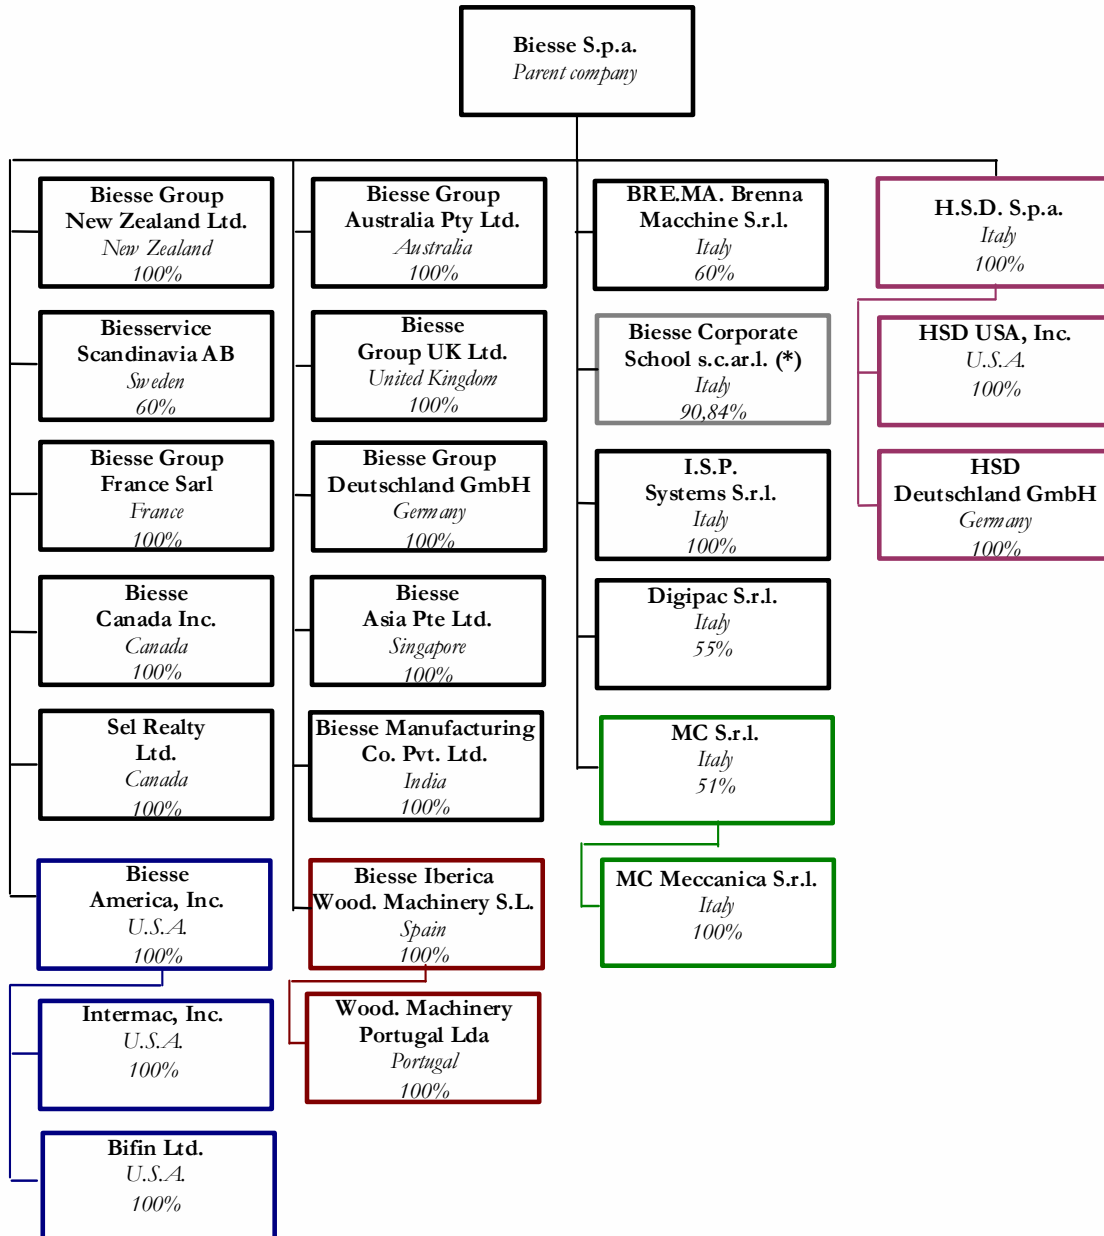 Biesse S.p.a.
Parent company
Biesse Group
New Zealand Ltd.
New Zealand
100%
Biesservice
Scandinavia AB
Sweden
60%
Biesse Group
France Sarl
France
100%
Biesse
Canada Inc.
Canada
100%
Sel Realty
Ltd.
Canada
100%
Biesse
America, Inc.
U.S.A.
100%
Intermac, Inc.
U.S.A.
100%
Bifin Ltd.
U.S.A.
100%
Biesse Group
Australia Pty Ltd.
Australia
100%
Biesse
Group UK Ltd.
United Kingdom
100%
Biesse Group
Deutschland GmbH
Germany
100%
Biesse
Asia Pte Ltd.
Singapore
100%
Biesse Manufacturing
Co. Pvt. Ltd.
India
100%
Biesse Iberica
Wood. Machinery S.L.
Spain
100%
Wood. Machinery
Portugal Lda
Portugal
100%
BRE.MA. Brenna
Macchine S.r.l.
Italy
60%
Biesse Corporate
School s.c.ar.l. (*)
Italy
90,84%
I.S.P.
Systems S.r.l.
Italy
100%
Digipac S.r.l.
Italy
55%
MC S.r.l.
Italy
51%
MC Meccanica S.r.l.
Italy
100%
H.S.D. S.p.a.
Italy
100%
HSD USA, Inc.
U.S.A.
100%
HSD
Deutschland GmbH
Germany
100%